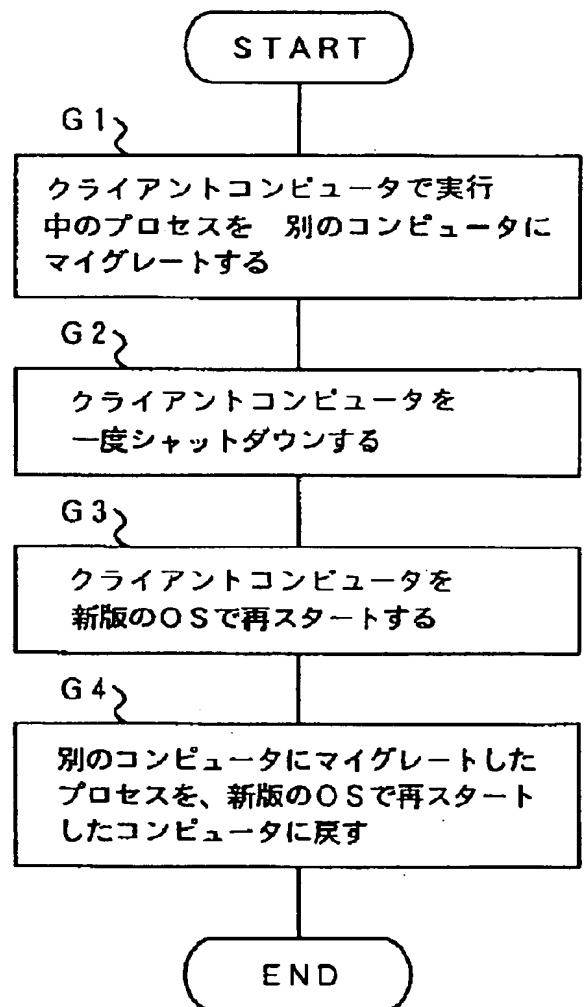 START
G1
クライアントコンピュータで実行
中のプロセスを 別のコンピュータに
マイグレートする
G2
クライアントコンピュータを
一度シャットダウンする
G3
クライアントコンピュータを
新版のOSで再スタートする
G4
別のコンピュータにマイグレートした
プロセスを、新版のOSで再スタート
したコンピュータに戻す
END